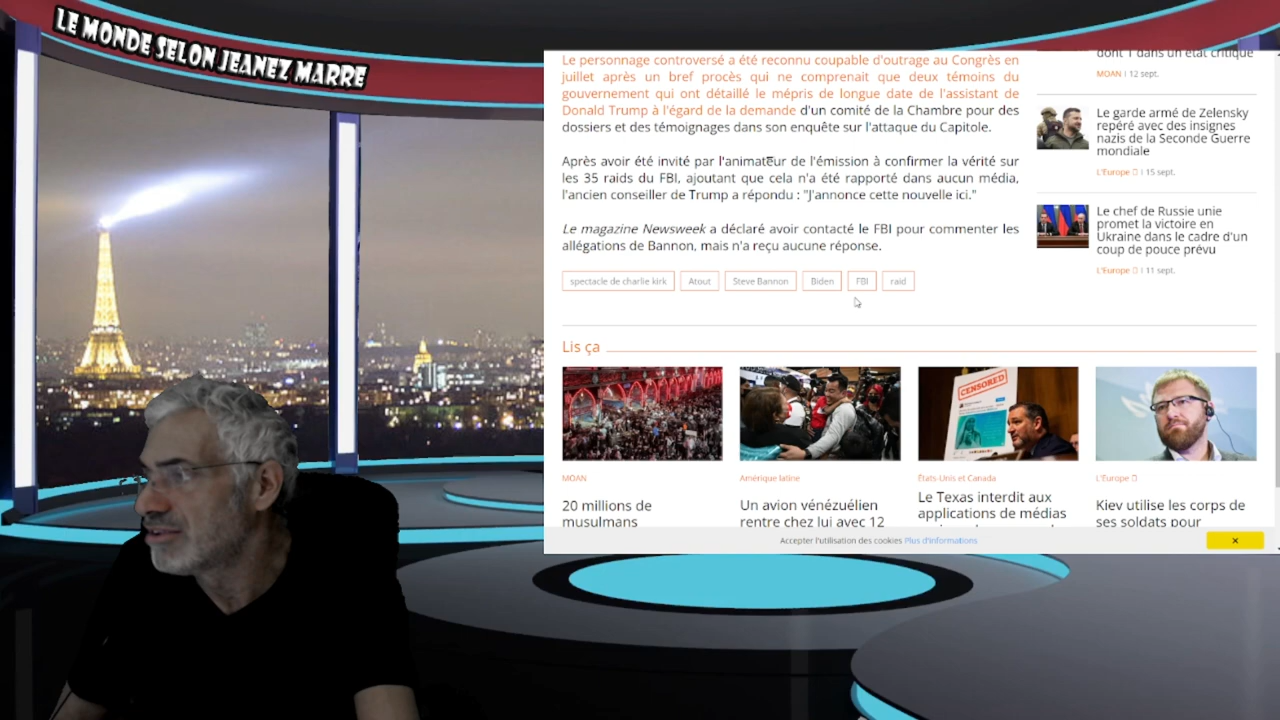 LE MONDE SELON JEANEZ MARRE
Le personnage controversé a été reconnu coupable d'outrage au Congrès en
juillet après un bref procès qui ne comprenait que deux témoins du
gouvernement qui ont détaillé le mépris de longue date de l'assistant de
Donald Trump à l'égard de la demande d'un comité de la Chambre pour des
dossiers et des témoignages dans son enquête sur l'attaque du Capitole.
Après avoir été invité par l'animateur de l'émission à confirmer la vérité sur
les 35 raids du FBI, ajoutant que cela n'a été rapporté dans aucun média,
l'ancien conseiller de Trump a répondu : "J'annonce cette nouvelle ici."
Le magazine Newsweek a déclaré avoir contacté le FBI pour commenter les
allégations de Bannon, mais n'a reçu aucune réponse.
spectacle de charlie kirk
Atout
Steve Bannon
Biden
FBI
raid
dont 1 dans un état critique
MOAN | 12 sept.
Le garde armé de Zelensky
repéré avec des insignes
nazis de la Seconde Guerre
mondiale
L'Europe | 15 sept.
Le chef de Russie unie
promet la victoire en
Ukraine dans le cadre d'un
coup de pouce prévu
L'Europe | 11 sept.
Lis ça
CENSORED
MOAN
20 millions de
musulmans
Amérique latine
Un avion vénézuélien
rentre chez lui avec 12
États-Unis et Canada
Le Texas interdit aux
applications de médias
L'Europe
Kiev utilise les corps de
ses soldats pour
Accepter l'utilisation des cookies Plus d'informations
×